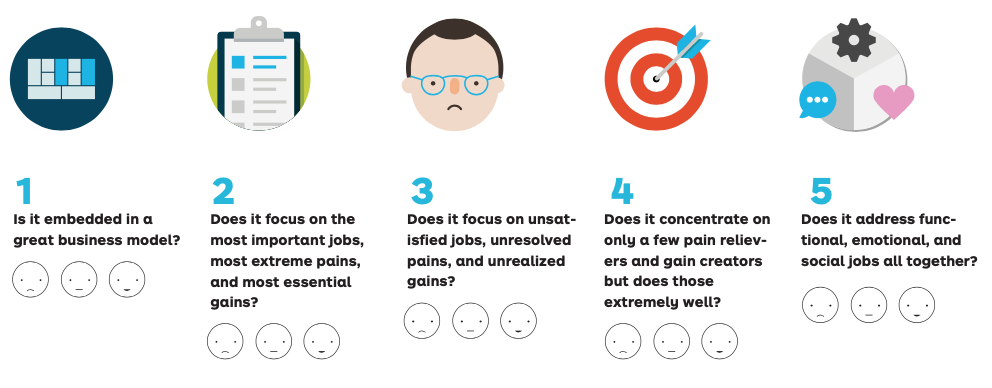 1
Is it embedded in a
great business model?
2
Does it focus on the
most important jobs,
most extreme pains,
and most essential
gains?
3
Does it focus on unsat-
isfied jobs, unresolved
pains, and unrealized
gains?
4
Does it concentrate on
only a few pain reliev-
ers and gain creators
but does those
extremely well?
5
Does it address func-
tional, emotional, and
social jobs all together?